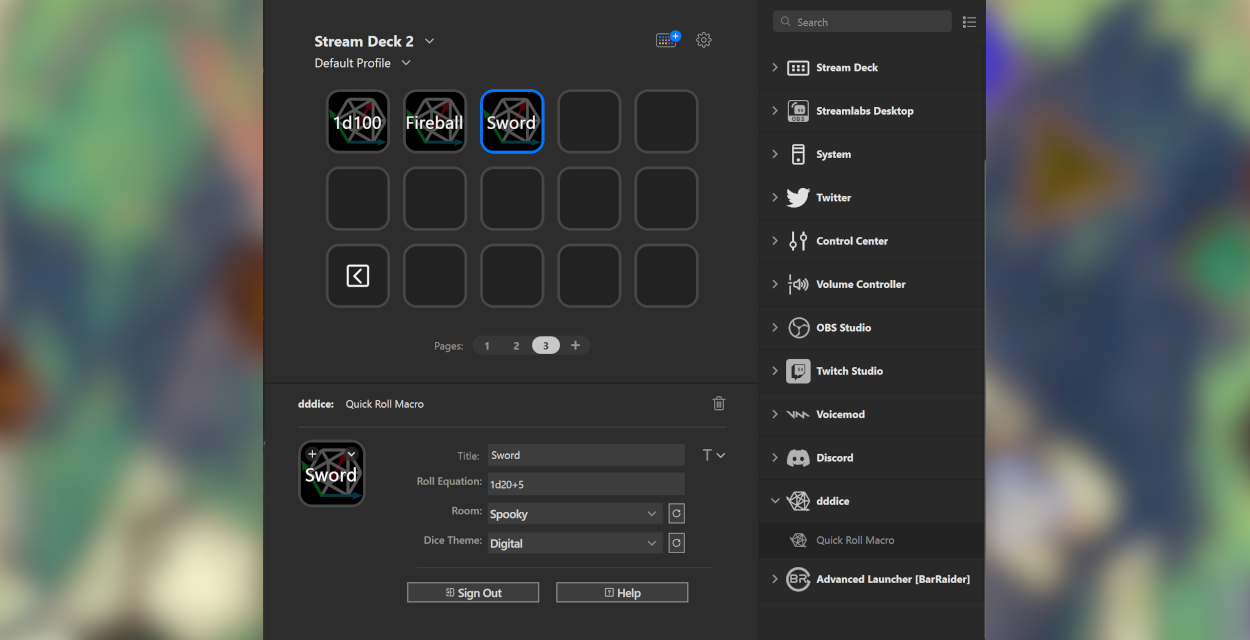 Stream Deck 2
Default Profile
1d100
Fireball
Sword
Pages: 1 2 3 +
dddice: Quick Roll Macro
Sword
Title: Sword
T
Roll Equation: 1d20+5
Room: Spooky
Dice Theme: Digital
Sign Out
Help
Search
Stream Deck
OBS
Streamlabs Desktop
System
Twitter
Control Center
Volume Controller
OBS Studio
Twitch Studio
Voicemod
Discord
dddice
Quick Roll Macro
BR
Advanced Launcher [BarRaider]